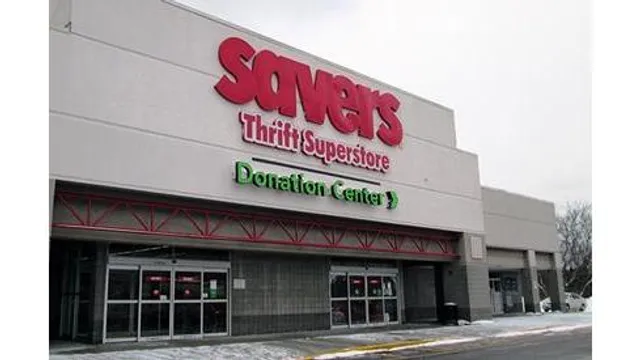 savers
Thrift Superstore
Donation Center